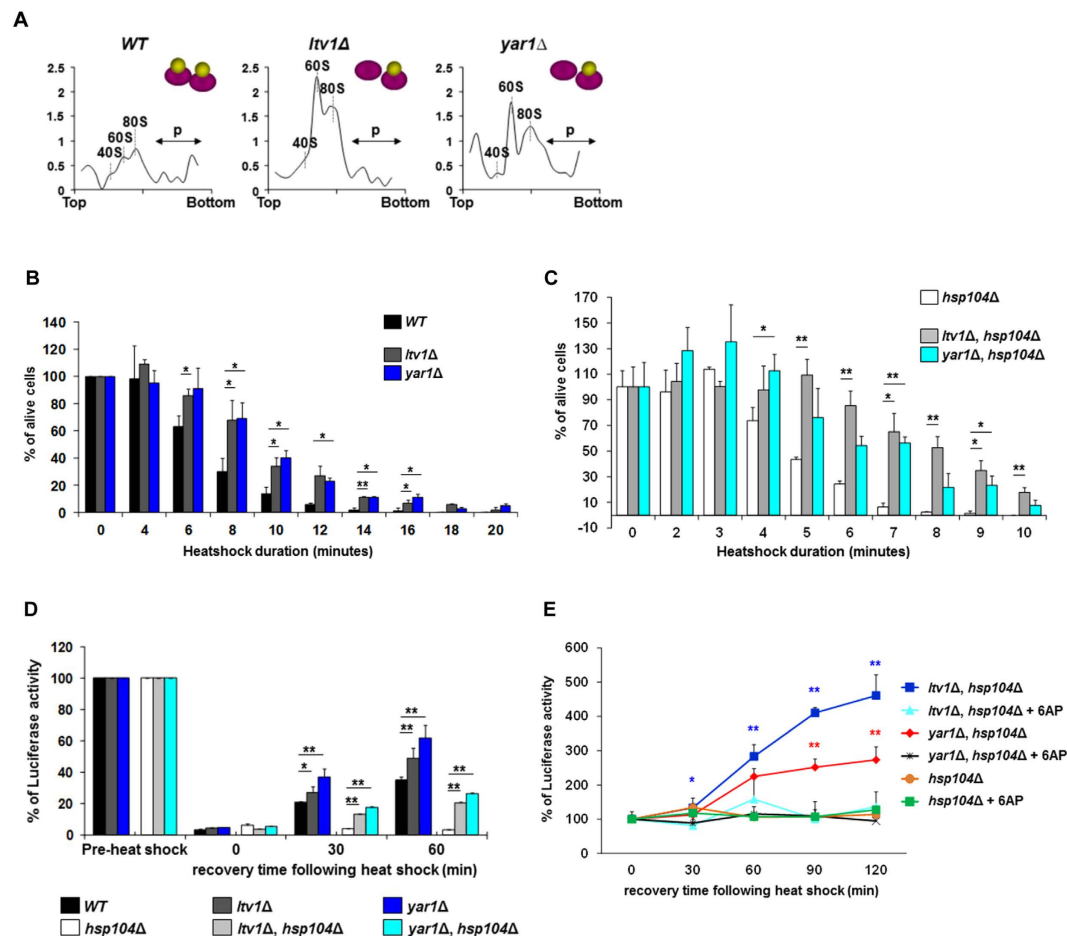 A
WT
ltv1Δ
yar1Δ
2.5
2
1.5
1
0.5
0
40S
60S
80S
p
Top
Bottom
2.5
2
1.5
1
0.5
0
40S
60S
80S
p
Top
Bottom
2.5
2
1.5
1
0.5
0
40S
60S
80S
p
Top
Bottom
B
% of alive cells
140
120
100
80
60
40
20
0
* * * * * * ** * * *
WT
ltv1Δ
yar1Δ
0 4 6 8 10 12 14 16 18 20
Heatshock duration (minutes)
C
% of alive cells
170
150
130
110
90
70
50
30
10
-10
* ** ** ** * ** * * **
hsp104Δ
ltv1Δ, hsp104Δ
yar1Δ, hsp104Δ
0 2 3 4 5 6 7 8 9 10
Heatshock duration (minutes)
D
% of Luciferase activity
120
100
80
60
40
20
0
** * ** ** ** ** ** **
Pre-heat shock 0 30 60
recovery time following heat shock (min)
WT ltv1Δ yar1Δ
hsp104Δ ltv1Δ, hsp104Δ yar1Δ, hsp104Δ
E
% of Luciferase activity
600
500
400
300
200
100
0
* ** ** ** ** **
0 30 60 90 120
recovery time following heat shock (min)
ltv1Δ, hsp104Δ
ltv1Δ, hsp104Δ + 6AP
yar1Δ, hsp104Δ
yar1Δ, hsp104Δ + 6AP
hsp104Δ
hsp104Δ + 6AP